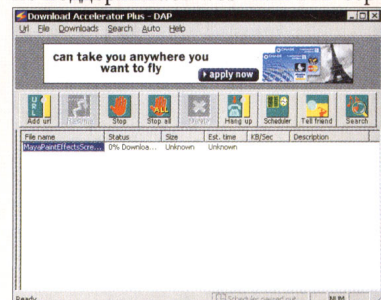 Download Accelerator Plus - DAP
Url File Downloads Search Auto Help
can take you anywhere you
want to fly
apply now
Add url
Resume
Stop
Stop all
Delete
Hang up
Scheduler
Tell friend
Search
File name Status Size Est. time KB/Sec Description
MayaPaintEffectsScre... 0% Downloa... Unknown Unknown
Ready
NUM